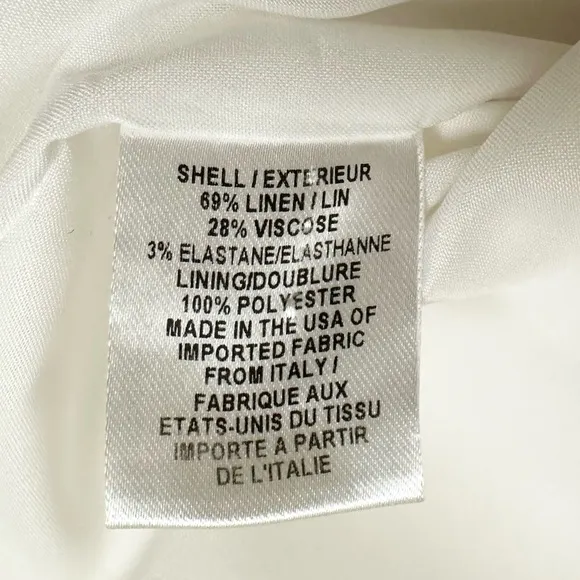 SHELL / EXTERIEUR
69% LINEN / LIN
28% VISCOSE
3% ELASTANE/ELASTHANNE
LINING/DOUBLURE
100% POLYESTER
MADE IN THE USA OF
IMPORTED FABRIC
FROM ITALY /
FABRIQUE AUX
ETATS-UNIS DU TISSU
IMPORTE A PARTIR
DE L'ITALIE